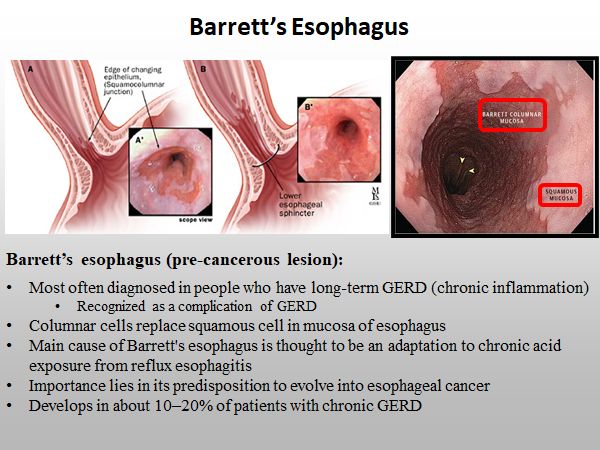 Barrett’s Esophagus
A
Edge of changing
epithelium,
(Squamocolumnar
junction)
A'
scope view
B
B'
Lower
esophageal
sphincter
BARRETT COLUMNAR
MUCOSA
SQUAMOUS
MUCOSA
Barrett’s esophagus (pre-cancerous lesion):
• Most often diagnosed in people who have long-term GERD (chronic inflammation)
• Recognized as a complication of GERD
• Columnar cells replace squamous cell in mucosa of esophagus
• Main cause of Barrett's esophagus is thought to be an adaptation to chronic acid
exposure from reflux esophagitis
• Importance lies in its predisposition to evolve into esophageal cancer
• Develops in about 10–20% of patients with chronic GERD